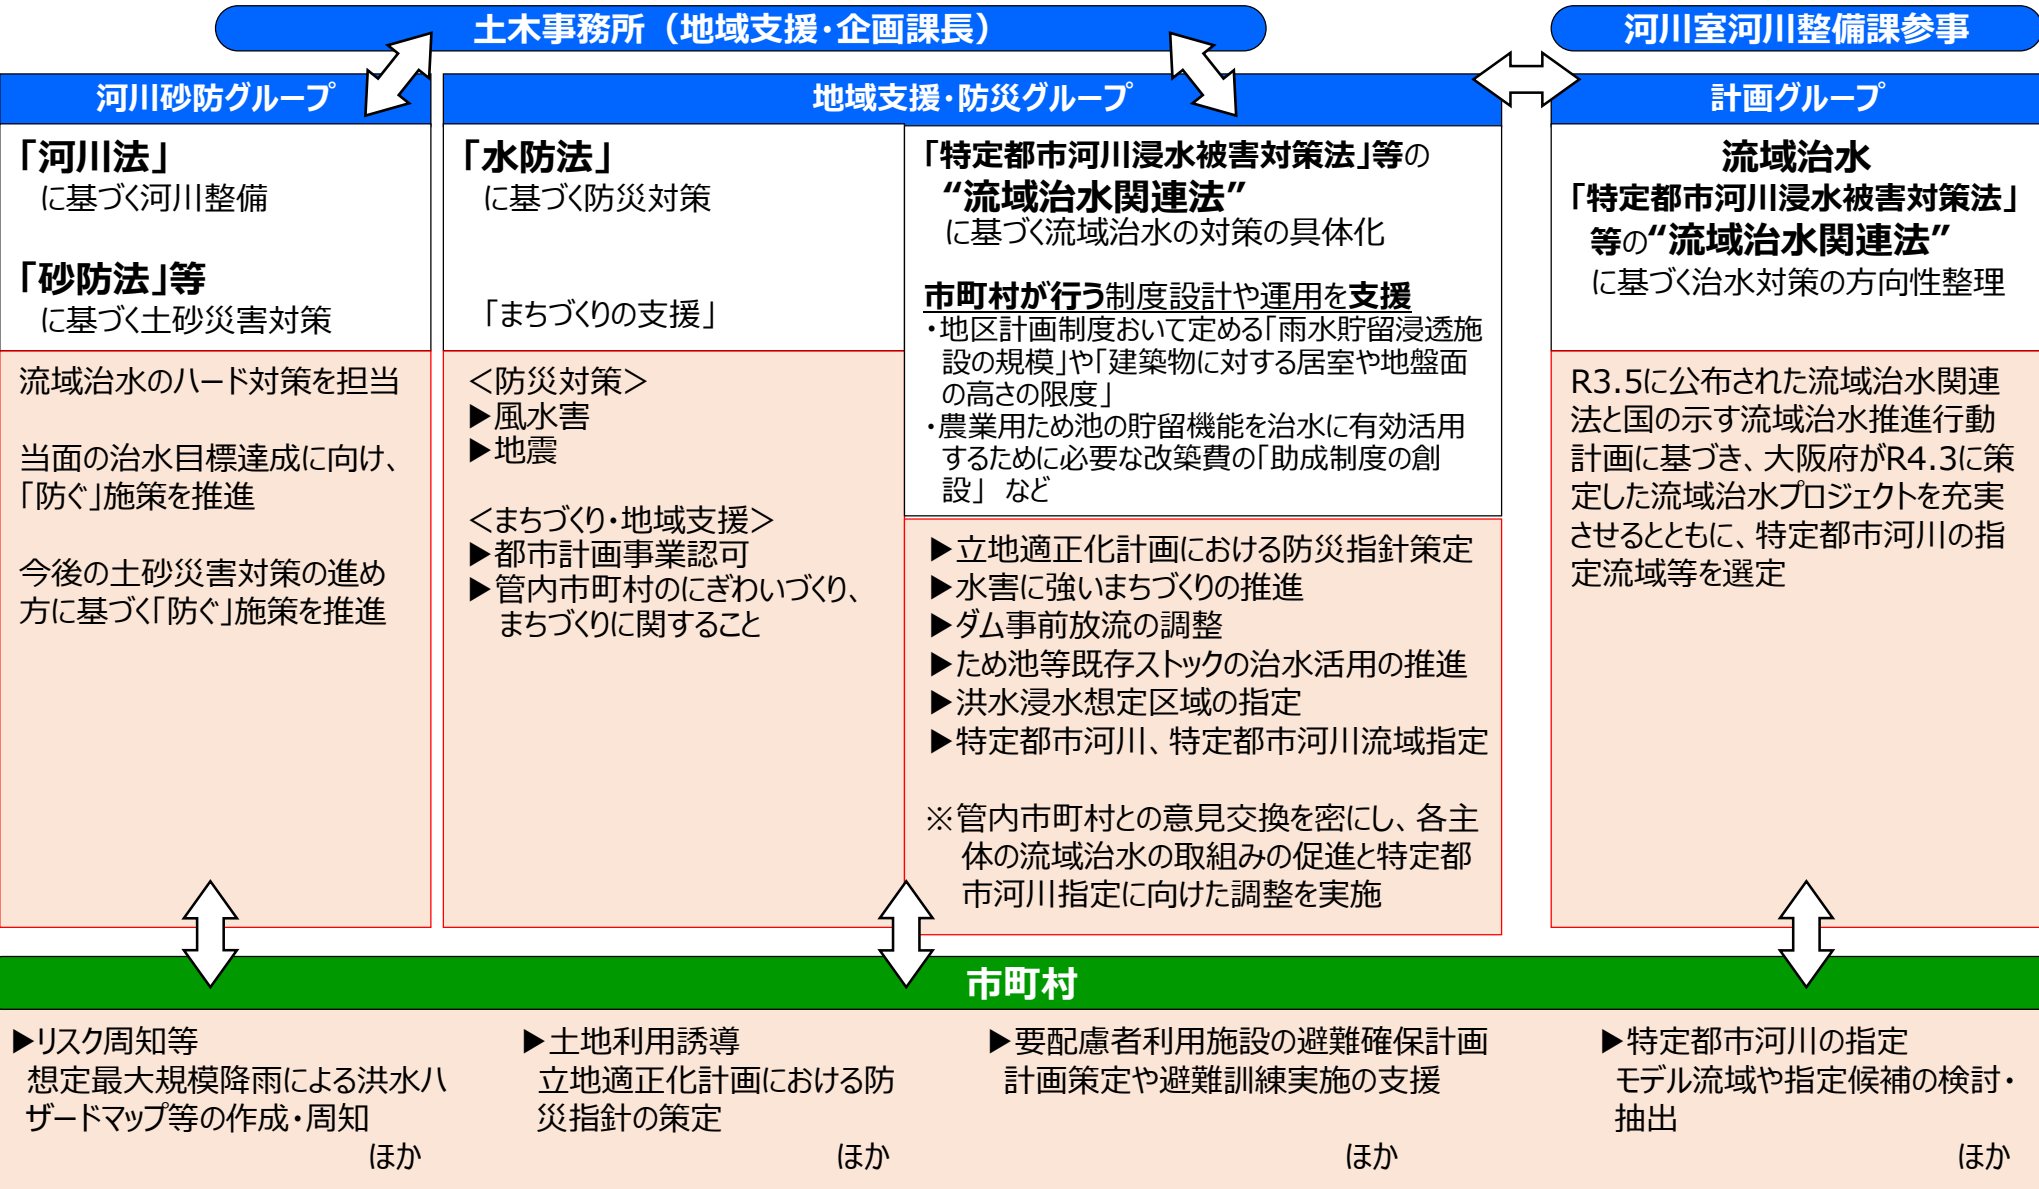 土木事務所（地域支援・企画課長）
河川室河川整備課参事
河川砂防グループ
「河川法」
に基づく河川整備
「砂防法」等
に基づく土砂災害対策
流域治水のハード対策を担当
当面の治水目標達成に向け、
「防ぐ」施策を推進
今後の土砂災害対策の進め
方に基づく「防ぐ」施策を推進
地域支援・防災グループ
「水防法」
に基づく防災対策
「まちづくりの支援」
＜防災対策＞
▶風水害
▶地震
＜まちづくり・地域支援＞
▶都市計画事業認可
▶管内市町村のにぎわいづくり、
まちづくりに関すること
「特定都市河川浸水被害対策法」等の
“流域治水関連法”
に基づく流域治水の対策の具体化
市町村が行う制度設計や運用を支援
・地区計画制度おいて定める「雨水貯留浸透施
設の規模」や「建築物に対する居室や地盤面
の高さの限度」
・農業用ため池の貯留機能を治水に有効活用
するために必要な改築費の「助成制度の創
設」 など
▶立地適正化計画における防災指針策定
▶水害に強いまちづくりの推進
▶ダム事前放流の調整
▶ため池等既存ストックの治水活用の推進
▶洪水浸水想定区域の指定
▶特定都市河川、特定都市河川流域指定
※管内市町村との意見交換を密にし、各主
体の流域治水の取組みの促進と特定都
市河川指定に向けた調整を実施
計画グループ
流域治水
「特定都市河川浸水被害対策法」
等の“流域治水関連法”
に基づく治水対策の方向性整理
R3.5に公布された流域治水関連
法と国の示す流域治水推進行動
計画に基づき、大阪府がR4.3に策
定した流域治水プロジェクトを充実
させるとともに、特定都市河川の指
定流域等を選定
市町村
▶リスク周知等
想定最大規模降雨による洪水ハ
ザードマップ等の作成・周知
ほか
▶土地利用誘導
立地適正化計画における防
災指針の策定
ほか
▶要配慮者利用施設の避難確保計画
計画策定や避難訓練実施の支援
ほか
▶特定都市河川の指定
モデル流域や指定候補の検討・
抽出
ほか